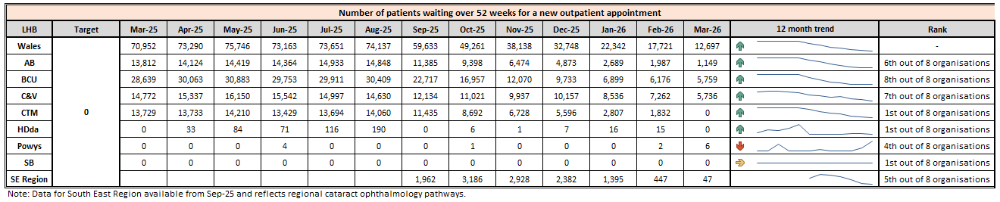 Number of patients waiting over 52 weeks for a new outpatient appointment
LHB Target Mar-25 Apr-25 May-25 Jun-25 Jul-25 Aug-25 Sep-25 Oct-25 Nov-25 Dec-25 Jan-26 Feb-26 Mar-26 12 month trend Rank
Wales 70,952 73,290 75,746 73,163 73,651 74,137 59,633 49,261 38,138 32,748 22,342 17,721 12,697 -
AB 13,812 14,124 14,419 14,364 14,933 14,848 11,385 9,398 6,474 4,873 2,689 1,987 1,149 6th out of 8 organisations
BCU 28,639 30,063 30,883 29,753 29,911 30,409 22,717 16,957 12,070 9,733 6,899 6,176 5,759 8th out of 8 organisations
C&V 14,772 15,337 16,150 15,542 14,997 14,630 12,134 11,021 9,937 10,157 8,536 7,262 5,736 7th out of 8 organisations
CTM 0 13,729 13,733 14,210 13,429 13,694 14,060 11,435 8,692 6,728 5,596 2,807 1,832 0 1st out of 8 organisations
HDda 0 33 84 71 116 190 0 6 1 7 16 15 0 1st out of 8 organisations
Powys 0 0 0 4 0 0 0 1 0 0 0 2 6 4th out of 8 organisations
SB 0 0 0 0 0 0 0 0 0 0 0 0 0 1st out of 8 organisations
SE Region 1,962 3,186 2,928 2,382 1,395 447 47 5th out of 8 organisations
Note: Data for South East Region available from Sep-25 and reflects regional cataract ophthalmology pathways.